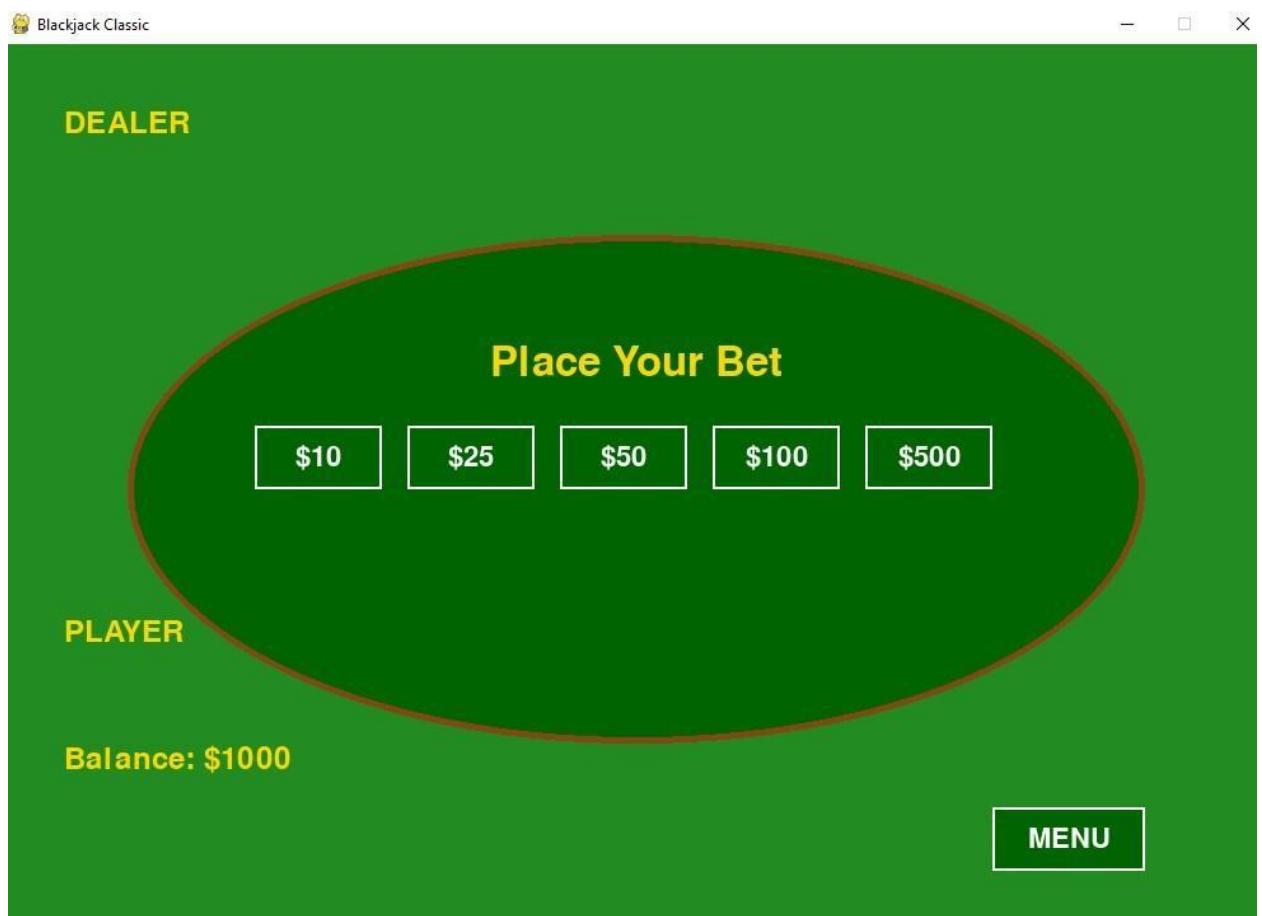 Blackjack Classic
DEALER
Place Your Bet
$10 $25 $50 $100 $500
PLAYER
Balance: $1000
MENU